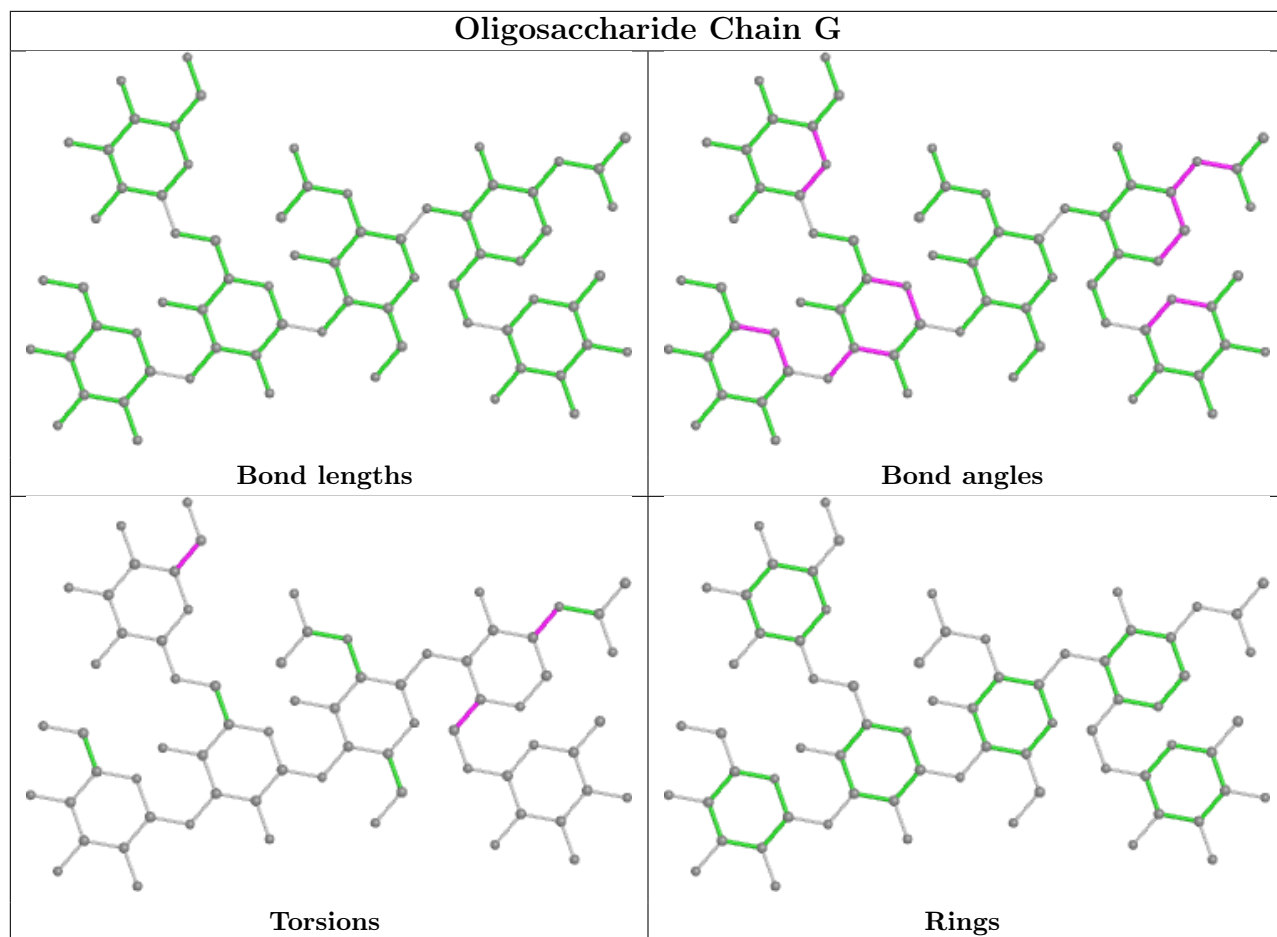 Oligosaccharide Chain G
Bond lengths
Bond angles
Torsions
Rings